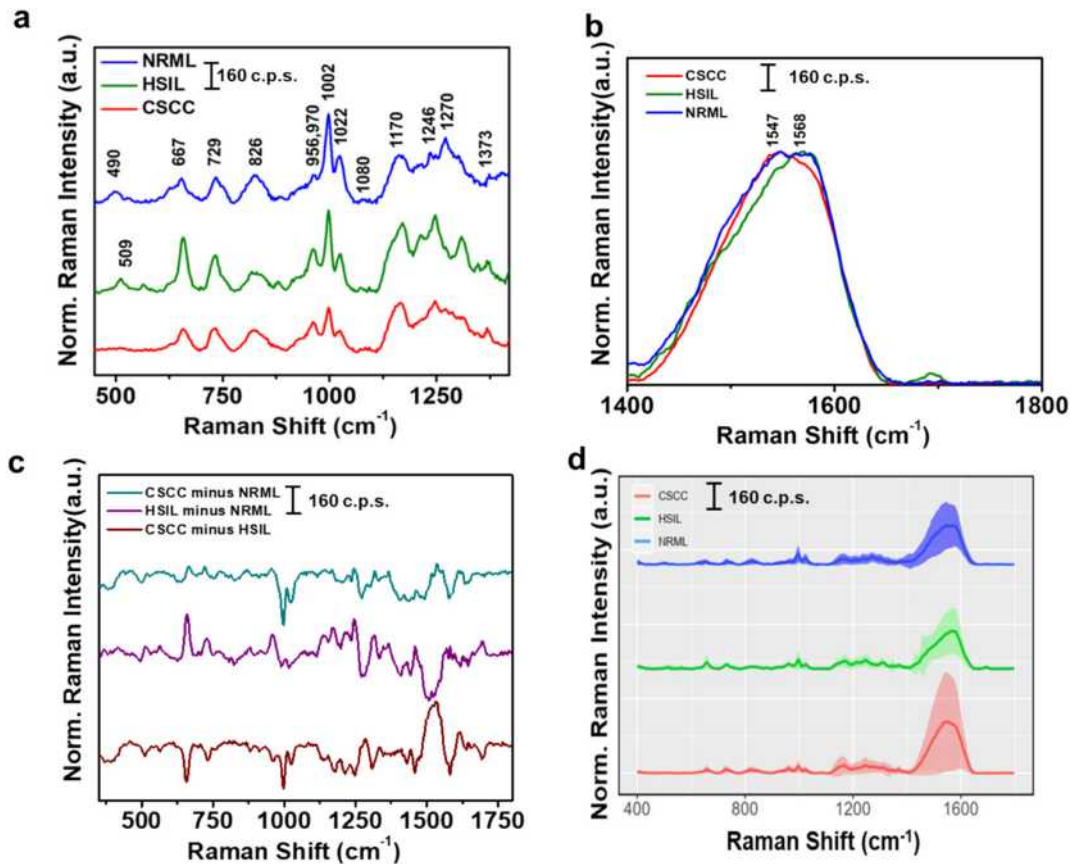 a
NRML
HSIL
CSCC
160 c.p.s.
490
509
667
729
826
956,970
1002
1022
1080
1170
1246
1270
1373
500
750
1000
1250
Raman Shift (cm-1)
Norm. Raman Intensity (a.u.)
b
CSCC
HSIL
NRML
160 c.p.s.
1547
1568
1400
1600
1800
Raman Shift (cm-1)
Norm. Raman Intensity(a.u.)
c
CSCC minus NRML
HSIL minus NRML
CSCC minus HSIL
160 c.p.s.
500
750
1000
1250
1500
1750
Raman Shift (cm-1)
Norm. Raman Intensity(a.u.)
d
CSCC
HSIL
NRML
160 c.p.s.
400
800
1200
1600
Raman Shift (cm-1)
Norm. Raman Intensity (a.u.)